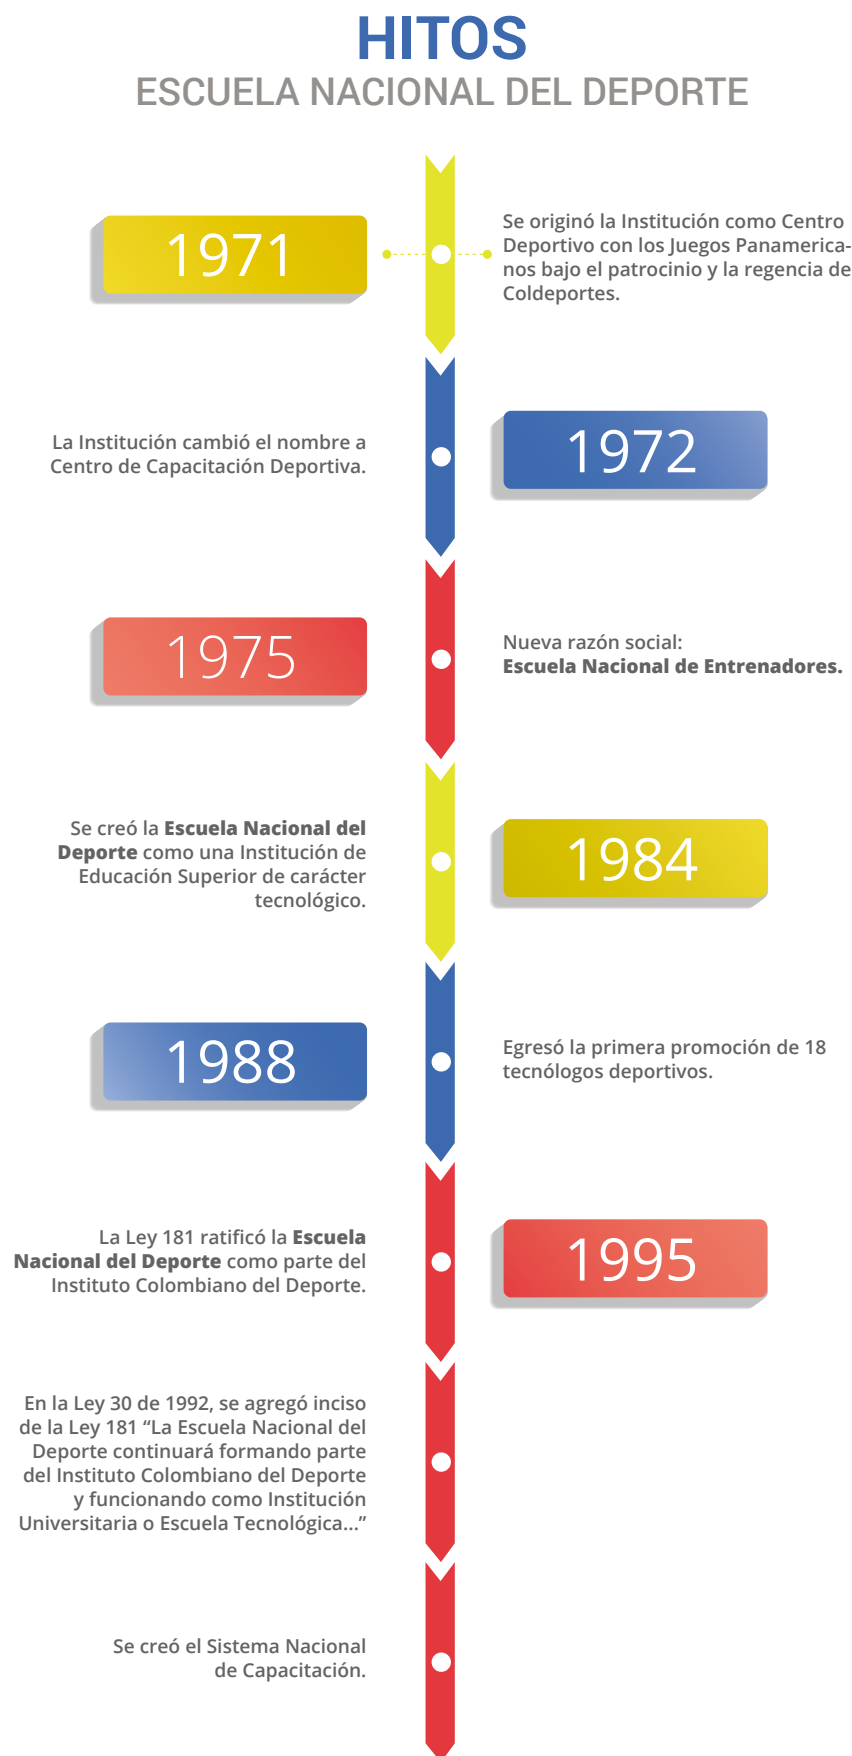 HITOS
ESCUELA NACIONAL DEL DEPORTE
1971
Se originó la Institución como Centro
Deportivo con los Juegos Panamerica-
nos bajo el patrocinio y la regencia de
Coldeportes.
La Institución cambió el nombre a
Centro de Capacitación Deportiva.
1972
1975
Nueva razón social:
Escuela Nacional de Entrenadores.
Se creó la Escuela Nacional del
Deporte como una Institución de
Educación Superior de carácter
tecnológico.
1984
1988
Egresó la primera promoción de 18
tecnólogos deportivos.
La Ley 181 ratificó la Escuela
Nacional del Deporte como parte del
Instituto Colombiano del Deporte.
1995
En la Ley 30 de 1992, se agregó inciso
de la Ley 181 “La Escuela Nacional del
Deporte continuará formando parte
del Instituto Colombiano del Deporte
y funcionando como Institución
Universitaria o Escuela Tecnológica...”
Se creó el Sistema Nacional
de Capacitación.